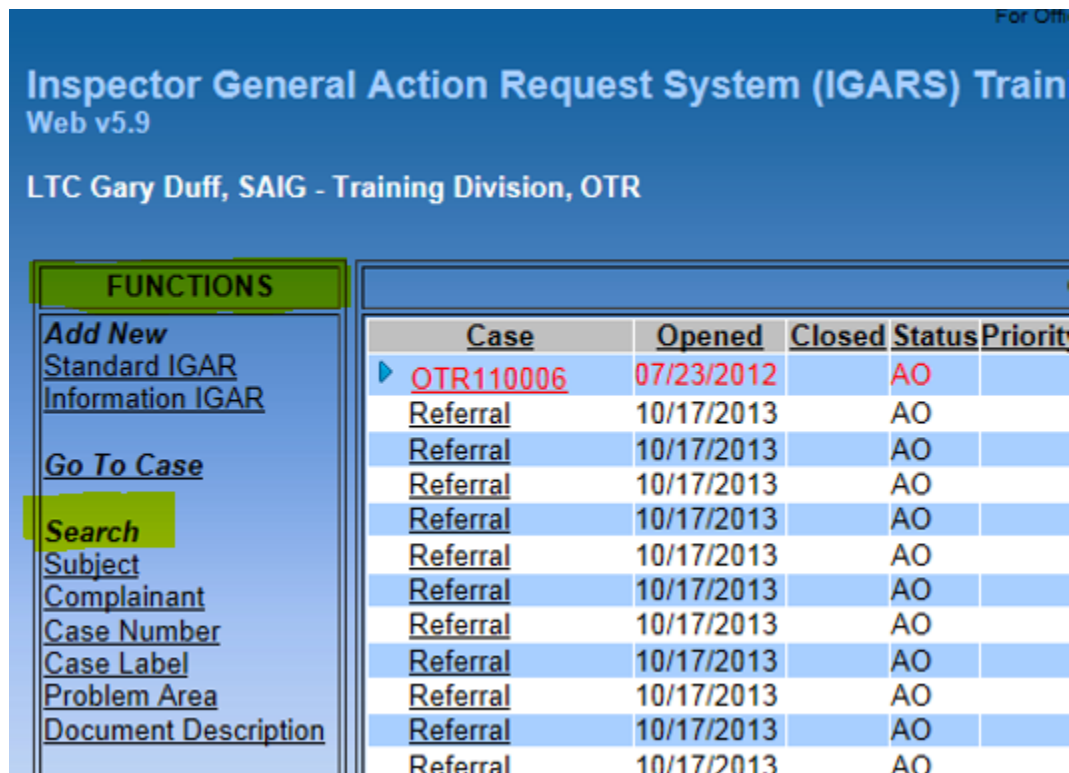 For Offi
Inspector General Action Request System (IGARS) Train
Web v5.9
LTC Gary Duff, SAIG - Training Division, OTR
FUNCTIONS
Add New
Standard IGAR
Information IGAR
Go To Case
Search
Subject
Complainant
Case Number
Case Label
Problem Area
Document Description
Case Opened Closed Status Priority
OTR110006 07/23/2012 AO
Referral 10/17/2013 AO
Referral 10/17/2013 AO
Referral 10/17/2013 AO
Referral 10/17/2013 AO
Referral 10/17/2013 AO
Referral 10/17/2013 AO
Referral 10/17/2013 AO
Referral 10/17/2013 AO
Referral 10/17/2013 AO
Referral 10/17/2013 AO
Referral 10/17/2013 AO